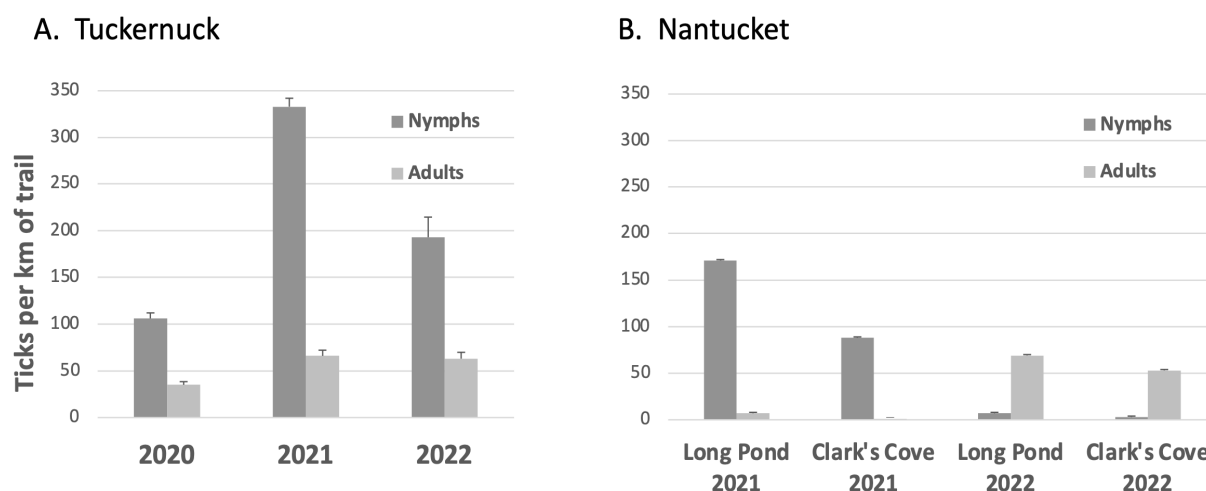 A. Tuckernuck
Ticks per km of trail
350
300
250
200
150
100
50
0
Nymphs
Adults
2020
2021
2022
B. Nantucket
350
300
250
200
150
100
50
0
Nymphs
Adults
Long Pond
2021
Clark's Cove
2021
Long Pond
2022
Clark's Cove
2022